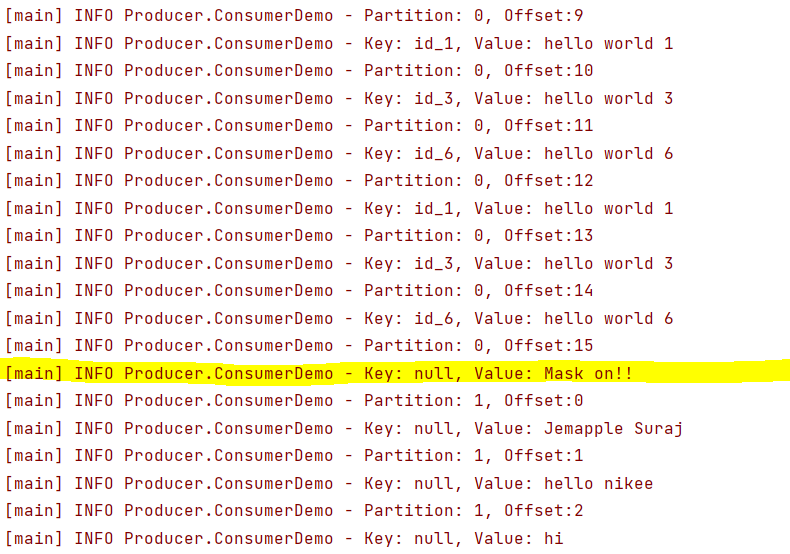 [main] INFO Producer.ConsumerDemo - Partition: 0, Offset:9
[main] INFO Producer.ConsumerDemo - Key: id_1, Value: hello world 1
[main] INFO Producer.ConsumerDemo - Partition: 0, Offset:10
[main] INFO Producer.ConsumerDemo - Key: id_3, Value: hello world 3
[main] INFO Producer.ConsumerDemo - Partition: 0, Offset:11
[main] INFO Producer.ConsumerDemo - Key: id_6, Value: hello world 6
[main] INFO Producer.ConsumerDemo - Partition: 0, Offset:12
[main] INFO Producer.ConsumerDemo - Key: id_1, Value: hello world 1
[main] INFO Producer.ConsumerDemo - Partition: 0, Offset:13
[main] INFO Producer.ConsumerDemo - Key: id_3, Value: hello world 3
[main] INFO Producer.ConsumerDemo - Partition: 0, Offset:14
[main] INFO Producer.ConsumerDemo - Key: id_6, Value: hello world 6
[main] INFO Producer.ConsumerDemo - Partition: 0, Offset:15
[main] INFO Producer.ConsumerDemo - Key: null, Value: Mask on!!
[main] INFO Producer.ConsumerDemo - Partition: 1, Offset:0
[main] INFO Producer.ConsumerDemo - Key: null, Value: Jemapple Suraj
[main] INFO Producer.ConsumerDemo - Partition: 1, Offset:1
[main] INFO Producer.ConsumerDemo - Key: null, Value: hello nikee
[main] INFO Producer.ConsumerDemo - Partition: 1, Offset:2
[main] INFO Producer.ConsumerDemo - Key: null, Value: hi